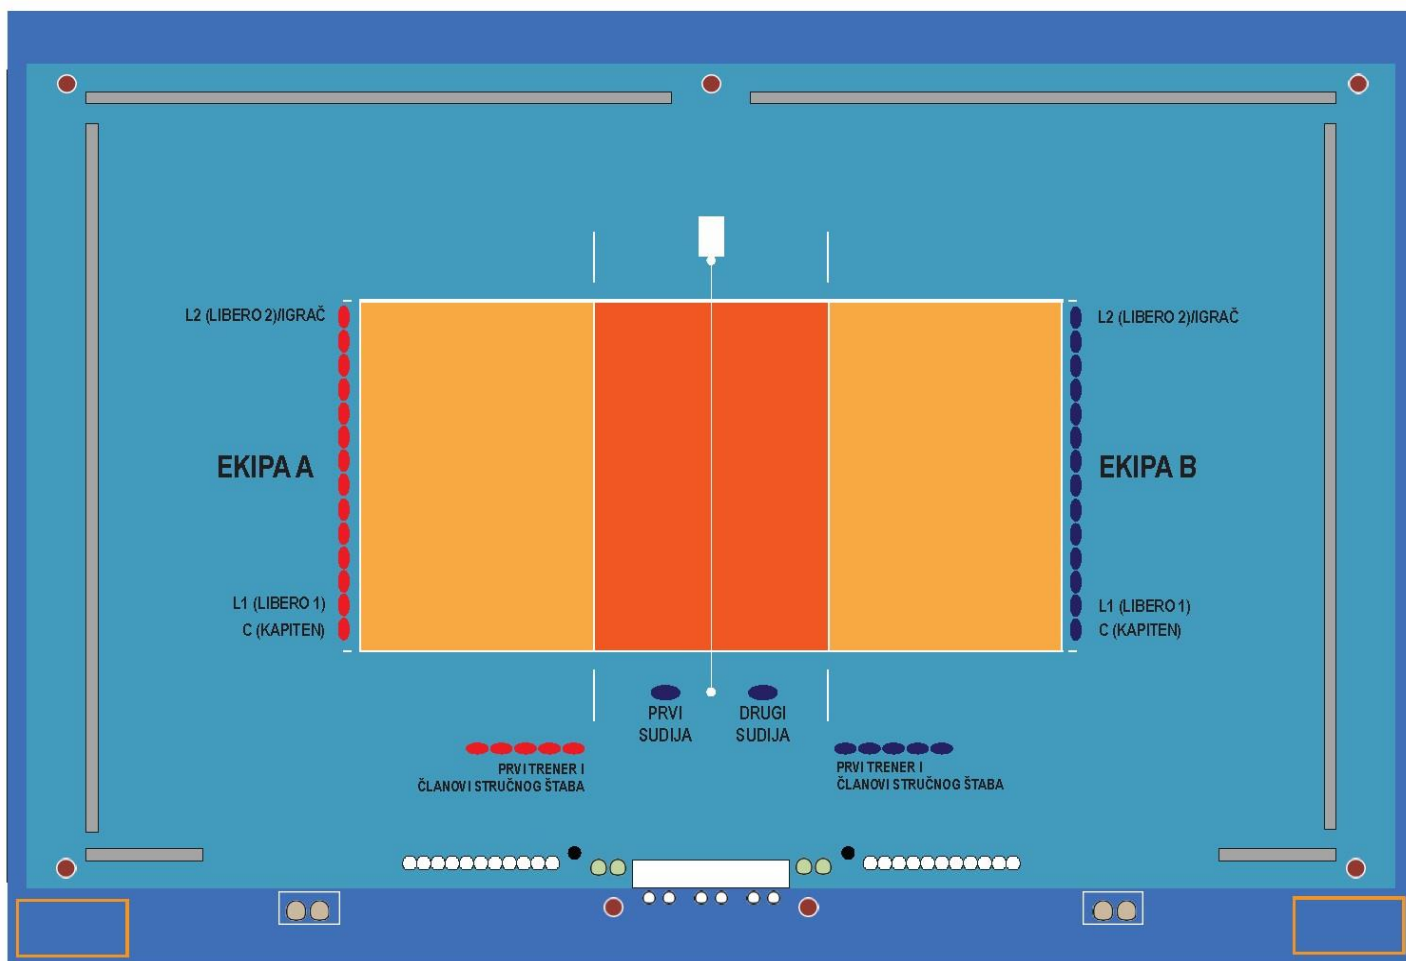 L2 (LIBERO 2)/IGRAČ
L2 (LIBERO 2)/IGRAČ
EKIPA A
EKIPA B
L1 (LIBERO 1)
L1 (LIBERO 1)
C (KAPITEN)
C (KAPITEN)
PRVI
SUDIJA
DRUGI
SUDIJA
PRVI TRENER I
ČLANOVI STRUČNOG ŠTABA
PRVI TRENER I
ČLANOVI STRUČNOG ŠTABA